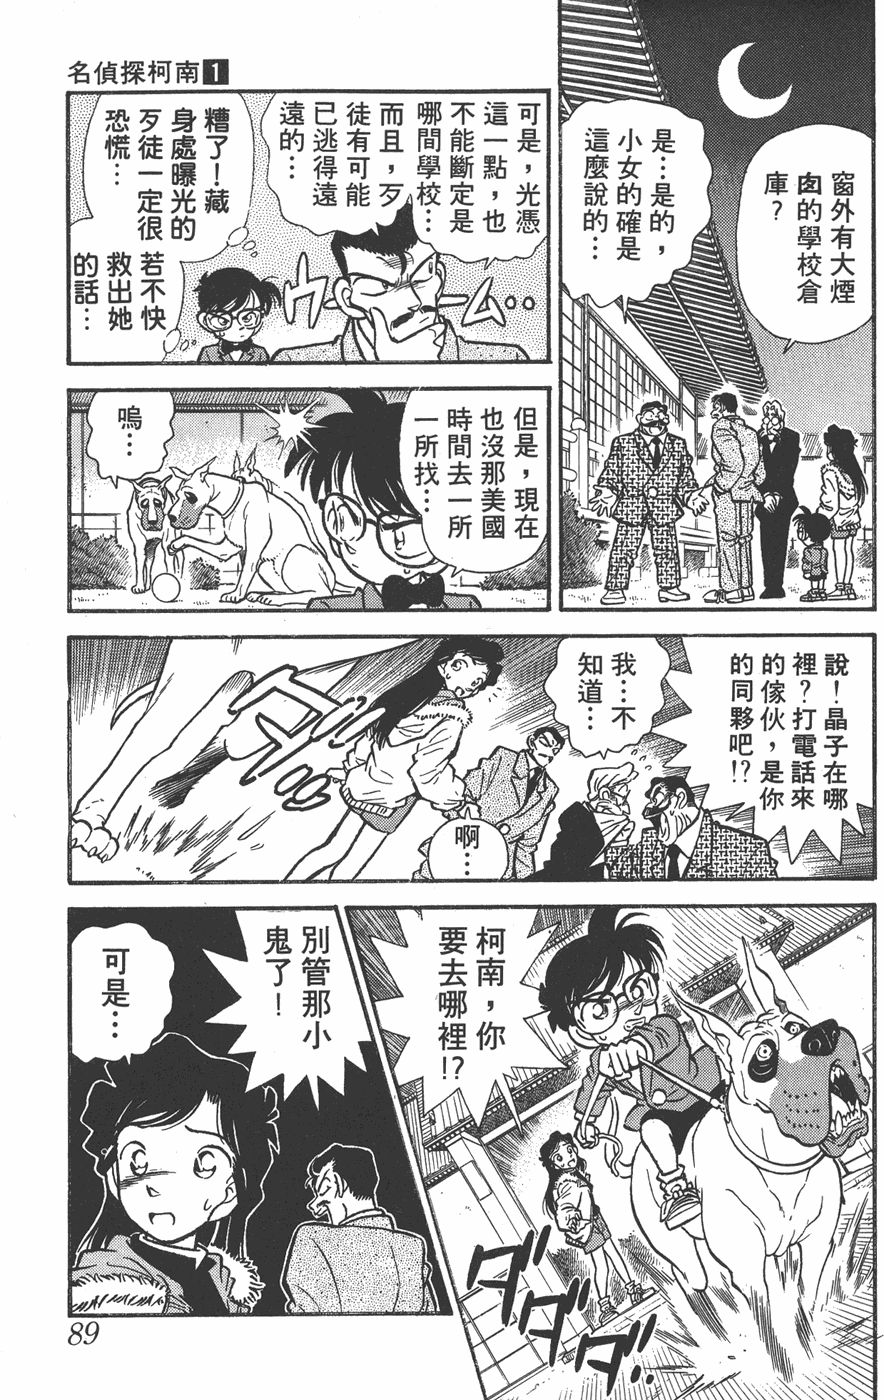 名偵探柯南1
窗外有大煙
囱的學校倉
庫?
是…是的,
小女的確是
這麼說的…
可是,光憑
這一點,也
不能斷定是
哪間學校…
而且,歹
徒有可能
已逃得遠
遠的…
糟了!藏
身處曝光的
歹徒一定很
恐慌…
若不快
救出她
的話…
ウ〜ム…
但是,現在
也沒那美國
時間去一所
一所找…
嗚…
說!晶子在哪
裡?打電話來
的傢伙,是你
的同夥吧!?
我…不
知道…
啊…
ダッ
柯南,你
要去哪裡!?
ダダダ!!
別管那小
鬼了!
可是…
89